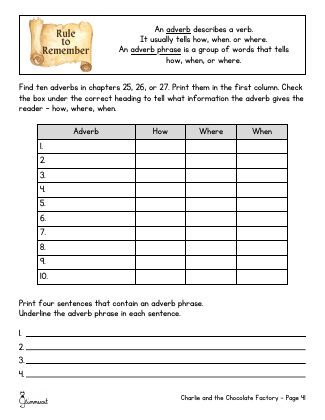 Rule
to
Remember
An adverb describes a verb.
It usually tells how, when, or where.
An adverb phrase is a group of words that tells
how, when, or where.
Find ten adverbs in chapters 25, 26, or 27. Print them in the first column. Check
the box under the correct heading to tell what information the adverb gives the
reader - how, where, when.
Adverb How Where When
1.
2.
3.
4.
5.
6.
7.
8.
9.
10.
Print four sentences that contain an adverb phrase.
Underline the adverb phrase in each sentence.
1.
2.
3.
4.
Charlie and the Chocolate Factory - Page 41